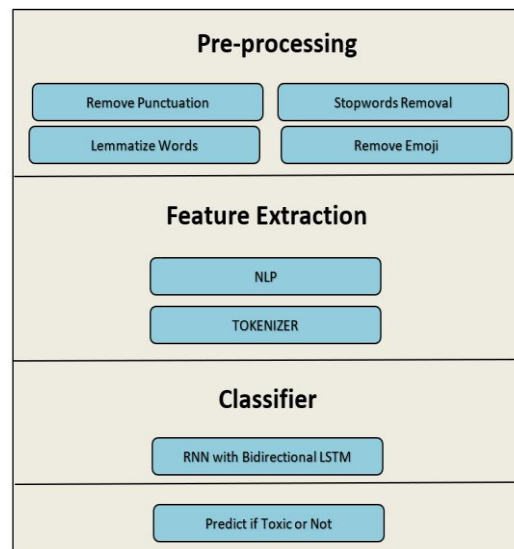 Pre-processing
Remove Punctuation
Stopwords Removal
Lemmatize Words
Remove Emoji
Feature Extraction
NLP
TOKENIZER
Classifier
RNN with Bidirectional LSTM
Predict if Toxic or Not